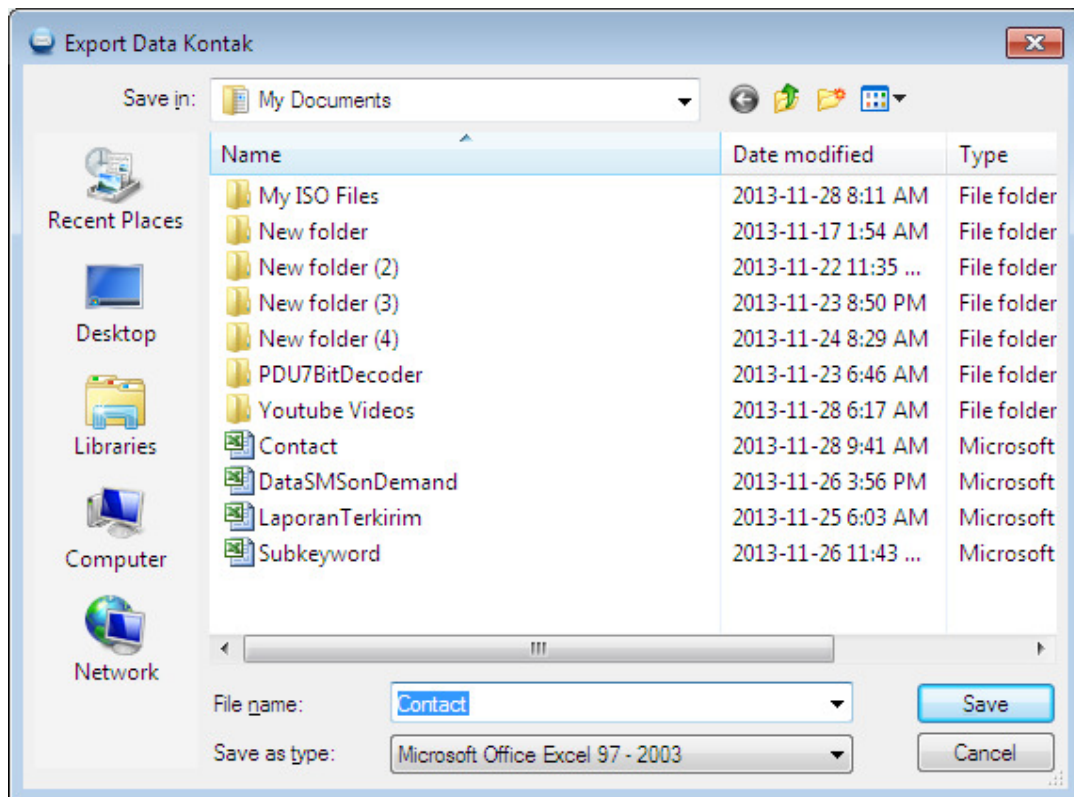 Export Data Kontak
Save in: My Documents
Name Date modified Type
My ISO Files 2013-11-28 8:11 AM File folder
New folder 2013-11-17 1:54 AM File folder
New folder (2) 2013-11-22 11:35 ... File folder
New folder (3) 2013-11-23 8:50 PM File folder
New folder (4) 2013-11-24 8:29 AM File folder
PDU7BitDecoder 2013-11-23 6:46 AM File folder
Youtube Videos 2013-11-28 6:17 AM File folder
Contact 2013-11-28 9:41 AM Microsoft
DataSMSonDemand 2013-11-26 3:56 PM Microsoft
LaporanTerkirim 2013-11-25 6:03 AM Microsoft
Subkeyword 2013-11-26 11:43 ... Microsoft
Recent Places
Desktop
Libraries
Computer
Network
File name: Contact Save
Save as type: Microsoft Office Excel 97 - 2003 Cancel